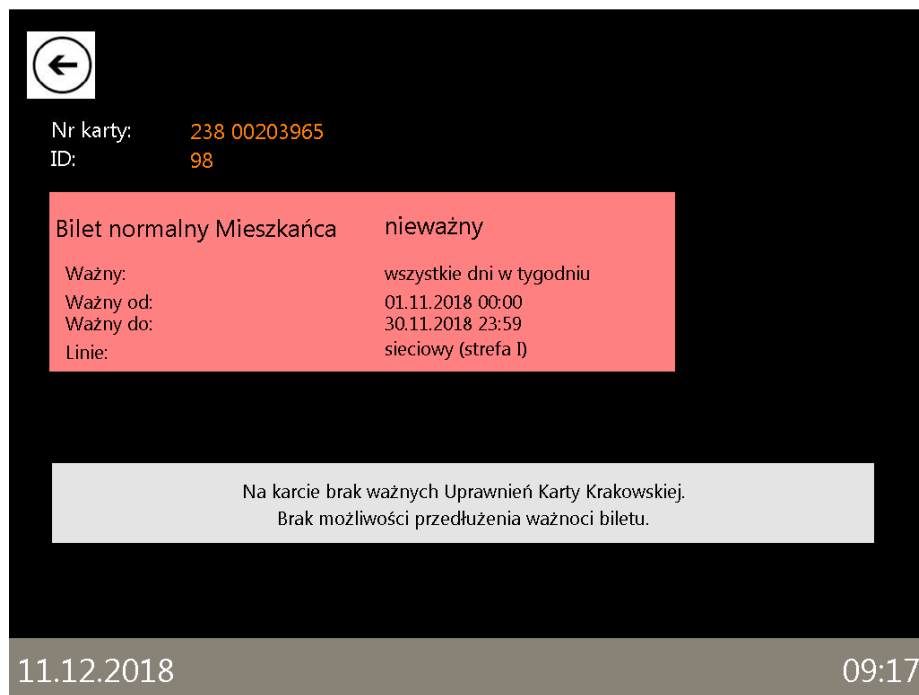 Nr karty: 238 00203965
ID: 98
Bilet normalny Mieszkańca nieważny
Ważny: wszystkie dni w tygodniu
Ważny od: 01.11.2018 00:00
Ważny do: 30.11.2018 23:59
Linie: sieciowy (strefa I)
Na karcie brak ważnych Uprawnień Karty Krakowskiej.
Brak możliwości przedłużenia ważnoci biletu.
11.12.2018 09:17